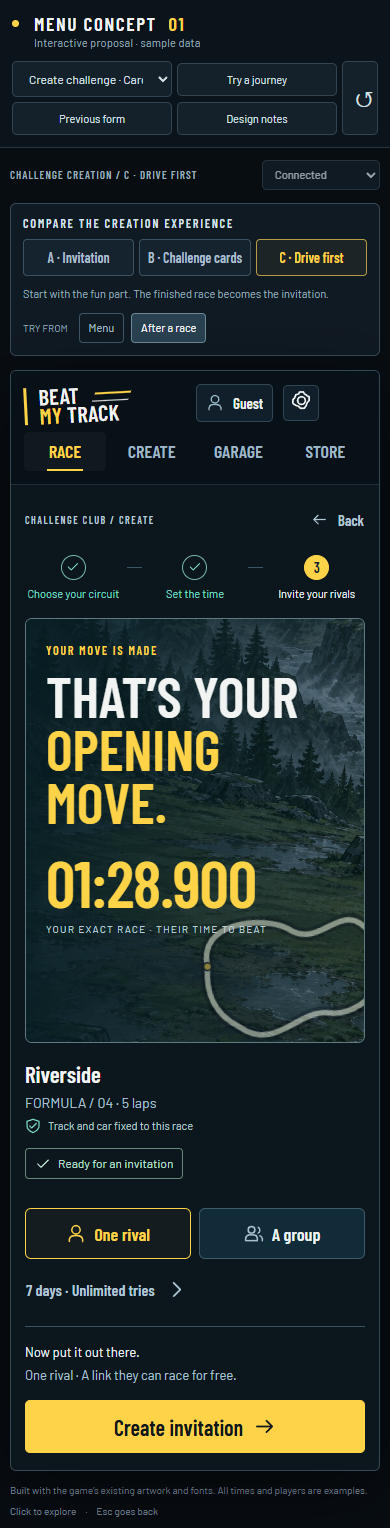 MENU CONCEPT 01
Interactive proposal · sample data
Create challenge · Car
Try a journey
Previous form
Design notes
CHALLENGE CREATION / C · DRIVE FIRST
Connected
COMPARE THE CREATION EXPERIENCE
A · Invitation
B · Challenge cards
C · Drive first
Start with the fun part. The finished race becomes the invitation.
TRY FROM
Menu
After a race
BEAT
MY TRACK
Guest
RACE
CREATE
GARAGE
STORE
CHALLENGE CLUB / CREATE
← Back
3
Choose your circuit
Set the time
Invite your rivals
YOUR MOVE IS MADE
THAT'S YOUR
OPENING
MOVE.
01:28.900
YOUR EXACT RACE · THEIR TIME TO BEAT
Riverside
FORMULA / 04 · 5 laps
Track and car fixed to this race
Ready for an invitation
One rival
A group
7 days · Unlimited tries
Now put it out there.
One rival · A link they can race for free.
Create invitation →
Built with the game's existing artwork and fonts. All times and players are examples.
Click to explore · Esc goes back